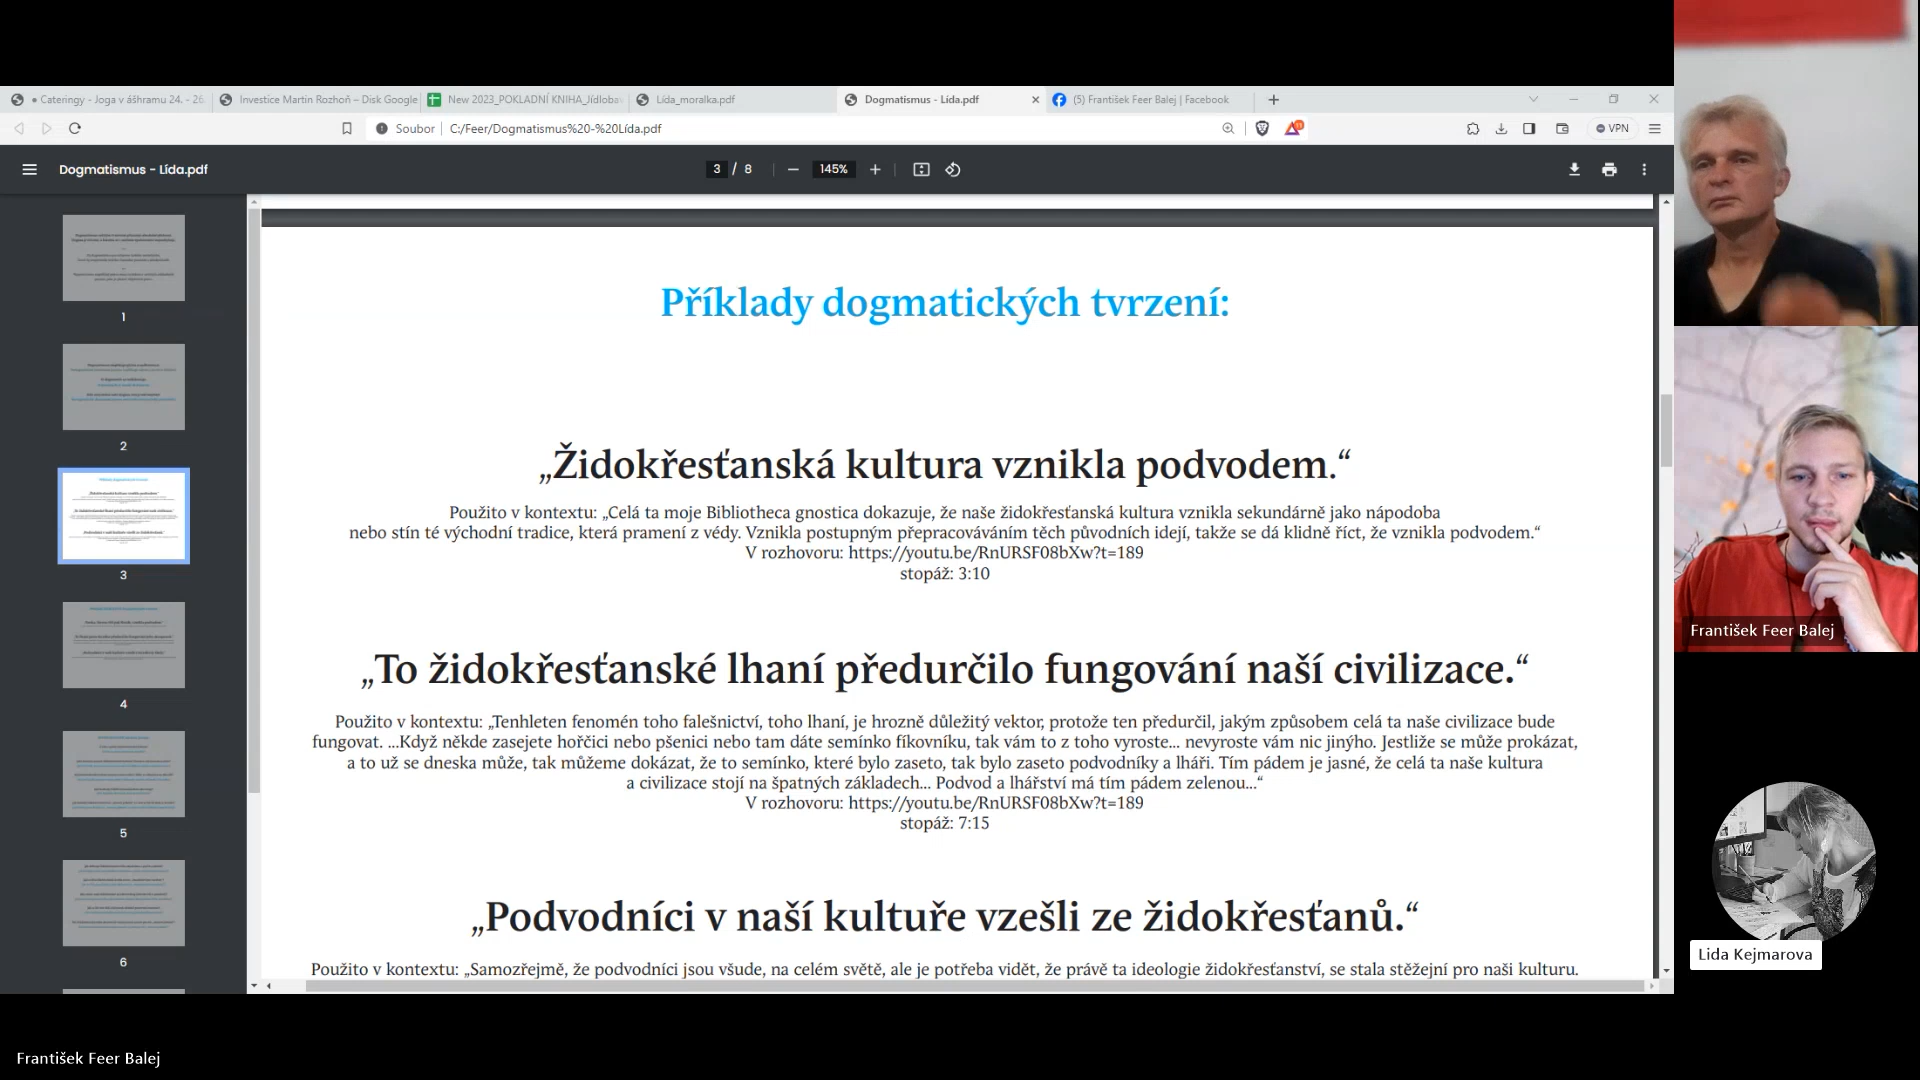 Cateringy - Joga v ášhramu 24. - 26.
Investice Martin Rozhoň – Disk Google
New 2023_POKLADNÍ KNIHA_Jídlobav
Lída_moralka.pdf
Dogmatismus - Lída.pdf
(5) František Feer Balej | Facebook
Soubor
C:/Feer/Dogmatismus%20-%20Lída.pdf
VPN
Dogmatismus - Lída.pdf
3 / 8
145%
1
2
3
4
5
6
Příklady dogmatických tvrzení:
„Židokřesťanská kultura vznikla podvodem.“
Použito v kontextu: „Celá ta moje Bibliotheca gnostica dokazuje, že naše židokřesťanská kultura vznikla sekundárně jako nápodoba
nebo stín té východní tradice, která pramení z védy. Vznikla postupným přepracováváním těch původních idejí, takže se dá klidně říct, že vznikla podvodem.“
V rozhovoru: https://youtu.be/RnURSF08bXw?t=189
stopáž: 3:10
„To židokřesťanské lhaní předurčilo fungování naší civilizace.“
Použito v kontextu: „Tenhleten fenomén toho falešnictví, toho lhaní, je hrozně důležitý vektor, protože ten předurčil, jakým způsobem celá ta naše civilizace bude
fungovat. ...Když někde zasejete hořčici nebo pšenici nebo tam dáte semínko fíkovníku, tak vám to z toho vyroste... nevyroste vám nic jinýho. Jestliže se může prokázat,
a to už se dneska může, tak můžeme dokázat, že to semínko, které bylo zaseto, tak bylo zaseto podvodníky a lháři. Tím pádem je jasné, že celá ta naše kultura
a civilizace stojí na špatných základech... Podvod a lhářství má tím pádem zelenou...“
V rozhovoru: https://youtu.be/RnURSF08bXw?t=189
stopáž: 7:15
„Podvodníci v naší kultuře vzešli ze židokřesťanů.“
Použito v kontextu: „Samozřejmě, že podvodníci jsou všude, na celém světě, ale je potřeba vidět, že právě ta ideologie židokřesťanství, se stala stěžejní pro naši kulturu.
František Feer Balej
Lida Kejmarova
František Feer Balej